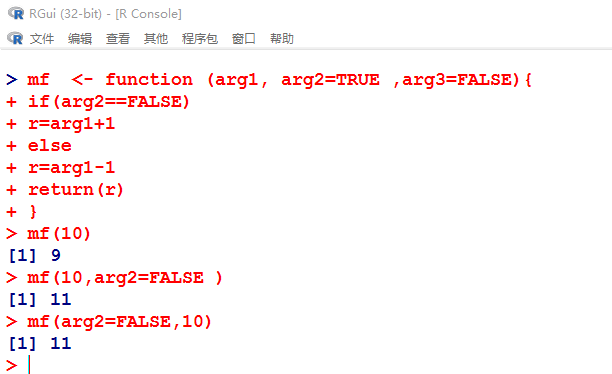 RGui (32-bit) - [R Console]
文件 编辑 查看 其他 程序包 窗口 帮助
> mf  <- function (arg1, arg2=TRUE ,arg3=FALSE){
+ if(arg2==FALSE)
+ r=arg1+1
+ else
+ r=arg1-1
+ return(r)
+ }
> mf(10)
[1] 9
> mf(10,arg2=FALSE )
[1] 11
> mf(arg2=FALSE,10)
[1] 11
>